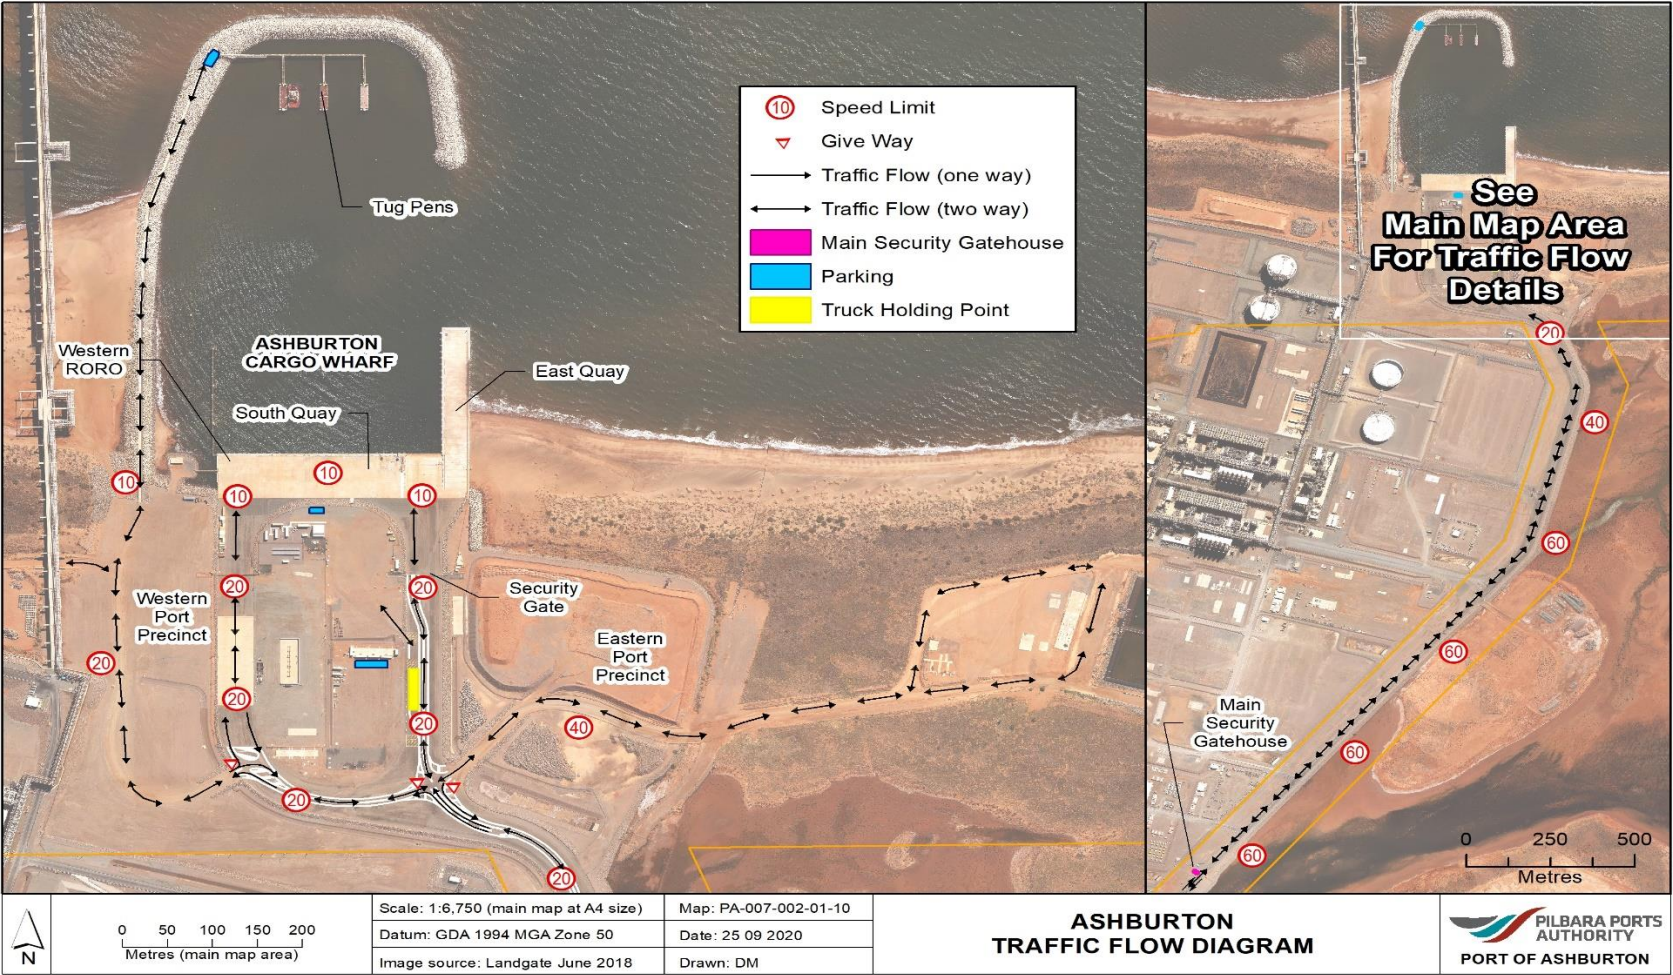 10 Speed Limit
Give Way
Traffic Flow (one way)
Traffic Flow (two way)
Main Security Gatehouse
Parking
Truck Holding Point
Tug Pens
Western
RORO
ASHBURTON
CARGO WHARF
East Quay
South Quay
10
10
10
10
20
20
Security
Gate
Western
Port
Precinct
Eastern
Port
Precinct
20
20
20
40
20
20
See
Main Map Area
For Traffic Flow
Details
20
40
60
60
Main
Security
Gatehouse
60
60
0 250 500
Metres
N
0 50 100 150 200
Metres (main map area)
Scale: 1:6,750 (main map at A4 size)
Datum: GDA 1994 MGA Zone 50
Image source: Landgate June 2018
Map: PA-007-002-01-10
Date: 25 09 2020
Drawn: DM
ASHBURTON
TRAFFIC FLOW DIAGRAM
PILBARA PORTS
AUTHORITY
PORT OF ASHBURTON